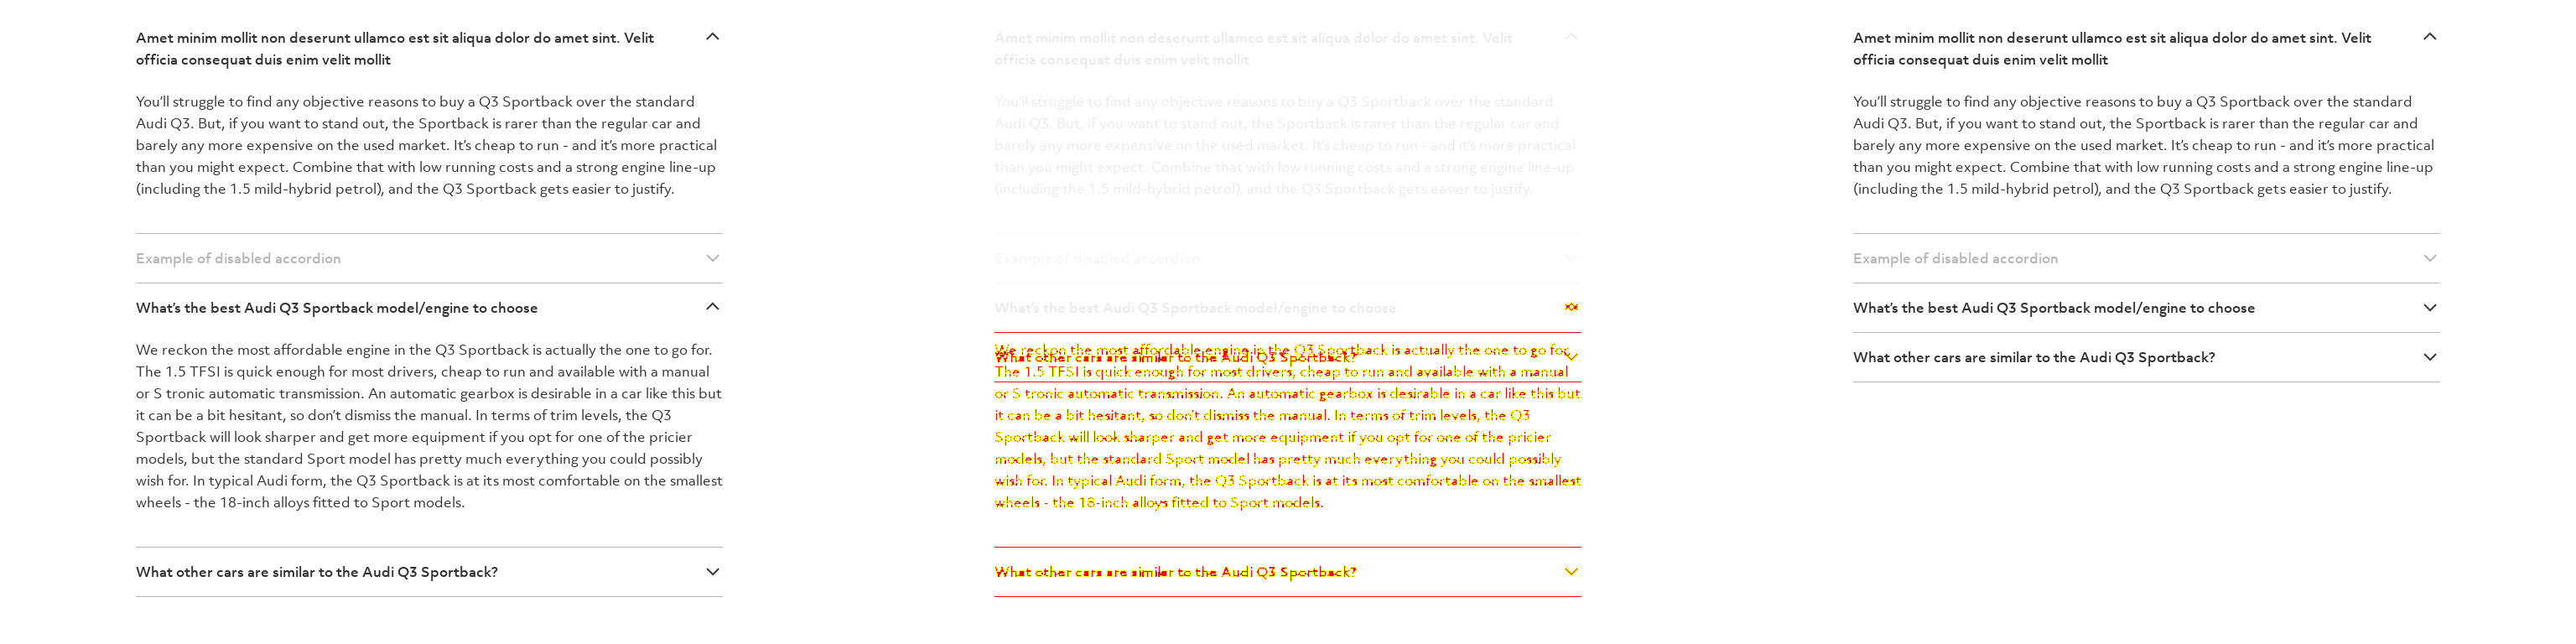 Amet minim mollit non deserunt ullamco est sit aliqua dolor do amet sint. Velit
officia consequat duis enim velit mollit
You’ll struggle to find any objective reasons to buy a Q3 Sportback over the standard
Audi Q3. But, if you want to stand out, the Sportback is rarer than the regular car and
barely any more expensive on the used market. It’s cheap to run - and it’s more practical
than you might expect. Combine that with low running costs and a strong engine line-up
(including the 1.5 mild-hybrid petrol), and the Q3 Sportback gets easier to justify.
Example of disabled accordion
What’s the best Audi Q3 Sportback model/engine to choose
We reckon the most affordable engine in the Q3 Sportback is actually the one to go for.
The 1.5 TFSI is quick enough for most drivers, cheap to run and available with a manual
or S tronic automatic transmission. An automatic gearbox is desirable in a car like this but
it can be a bit hesitant, so don’t dismiss the manual. In terms of trim levels, the Q3
Sportback will look sharper and get more equipment if you opt for one of the pricier
models, but the standard Sport model has pretty much everything you could possibly
wish for. In typical Audi form, the Q3 Sportback is at its most comfortable on the smallest
wheels - the 18-inch alloys fitted to Sport models.
What other cars are similar to the Audi Q3 Sportback?
Amet minim mollit non deserunt ullamco est sit aliqua dolor do amet sint. Velit
officia consequat duis enim velit mollit
You’ll struggle to find any objective reasons to buy a Q3 Sportback over the standard
Audi Q3. But, if you want to stand out, the Sportback is rarer than the regular car and
barely any more expensive on the used market. It’s cheap to run - and it’s more practical
than you might expect. Combine that with low running costs and a strong engine line-up
(including the 1.5 mild-hybrid petrol), and the Q3 Sportback gets easier to justify.
Example of disabled accordion
What’s the best Audi Q3 Sportback model/engine to choose
We reckon the most affordable engine in the Q3 Sportback is actually the one to go for.
What other cars are similar to the Audi Q3 Sportback?
The 1.5 TFSI is quick enough for most drivers, cheap to run and available with a manual
or S tronic automatic transmission. An automatic gearbox is desirable in a car like this but
it can be a bit hesitant, so don’t dismiss the manual. In terms of trim levels, the Q3
Sportback will look sharper and get more equipment if you opt for one of the pricier
models, but the standard Sport model has pretty much everything you could possibly
wish for. In typical Audi form, the Q3 Sportback is at its most comfortable on the smallest
wheels - the 18-inch alloys fitted to Sport models.
What other cars are similar to the Audi Q3 Sportback?
Amet minim mollit non deserunt ullamco est sit aliqua dolor do amet sint. Velit
officia consequat duis enim velit mollit
You’ll struggle to find any objective reasons to buy a Q3 Sportback over the standard
Audi Q3. But, if you want to stand out, the Sportback is rarer than the regular car and
barely any more expensive on the used market. It’s cheap to run - and it’s more practical
than you might expect. Combine that with low running costs and a strong engine line-up
(including the 1.5 mild-hybrid petrol), and the Q3 Sportback gets easier to justify.
Example of disabled accordion
What’s the best Audi Q3 Sportback model/engine to choose
What other cars are similar to the Audi Q3 Sportback?